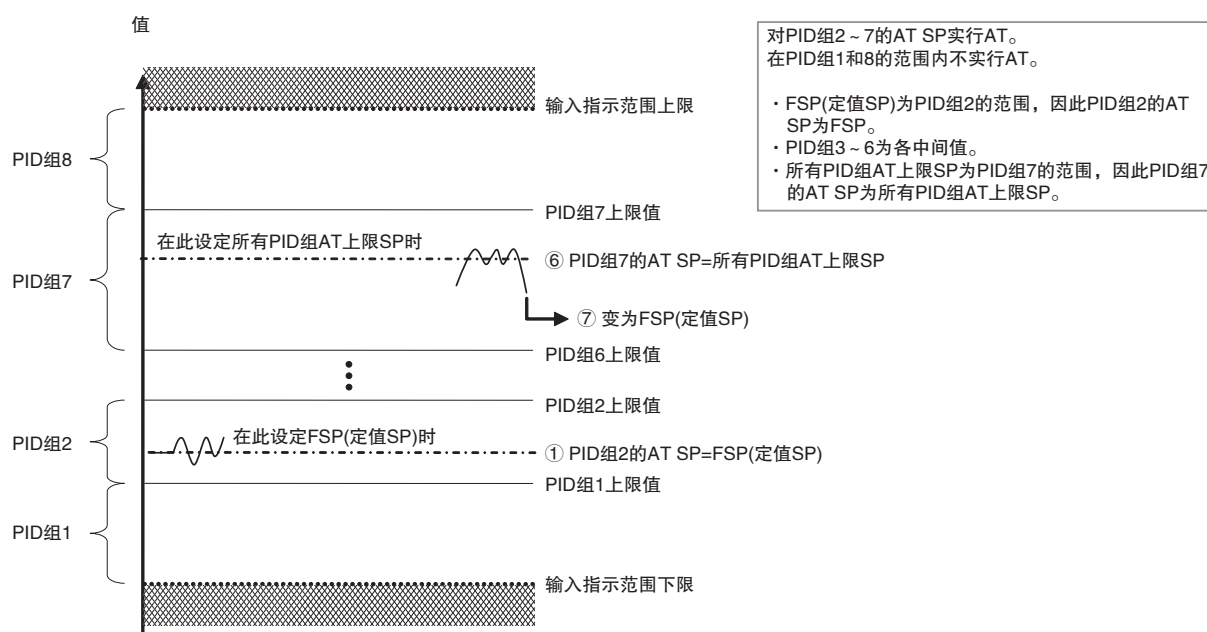 值
对PID组2～7的AT SP实行AT。
在PID组1和8的范围内不实行AT。
・FSP(定值SP)为PID组2的范围，因此PID组2的AT
SP为FSP。
・PID组3～6为各中间值。
・所有PID组AT上限SP为PID组7的范围，因此PID组7
的AT SP为所有PID组AT上限SP。
输入指示范围上限
PID组8
PID组7上限值
在此设定所有PID组AT上限SP时
⑥ PID组7的AT SP=所有PID组AT上限SP
PID组7
⑦ 变为FSP(定值SP)
PID组6上限值
PID组2上限值
PID组2
在此设定FSP(定值SP)时
① PID组2的AT SP=FSP(定值SP)
PID组1上限值
PID组1
输入指示范围下限